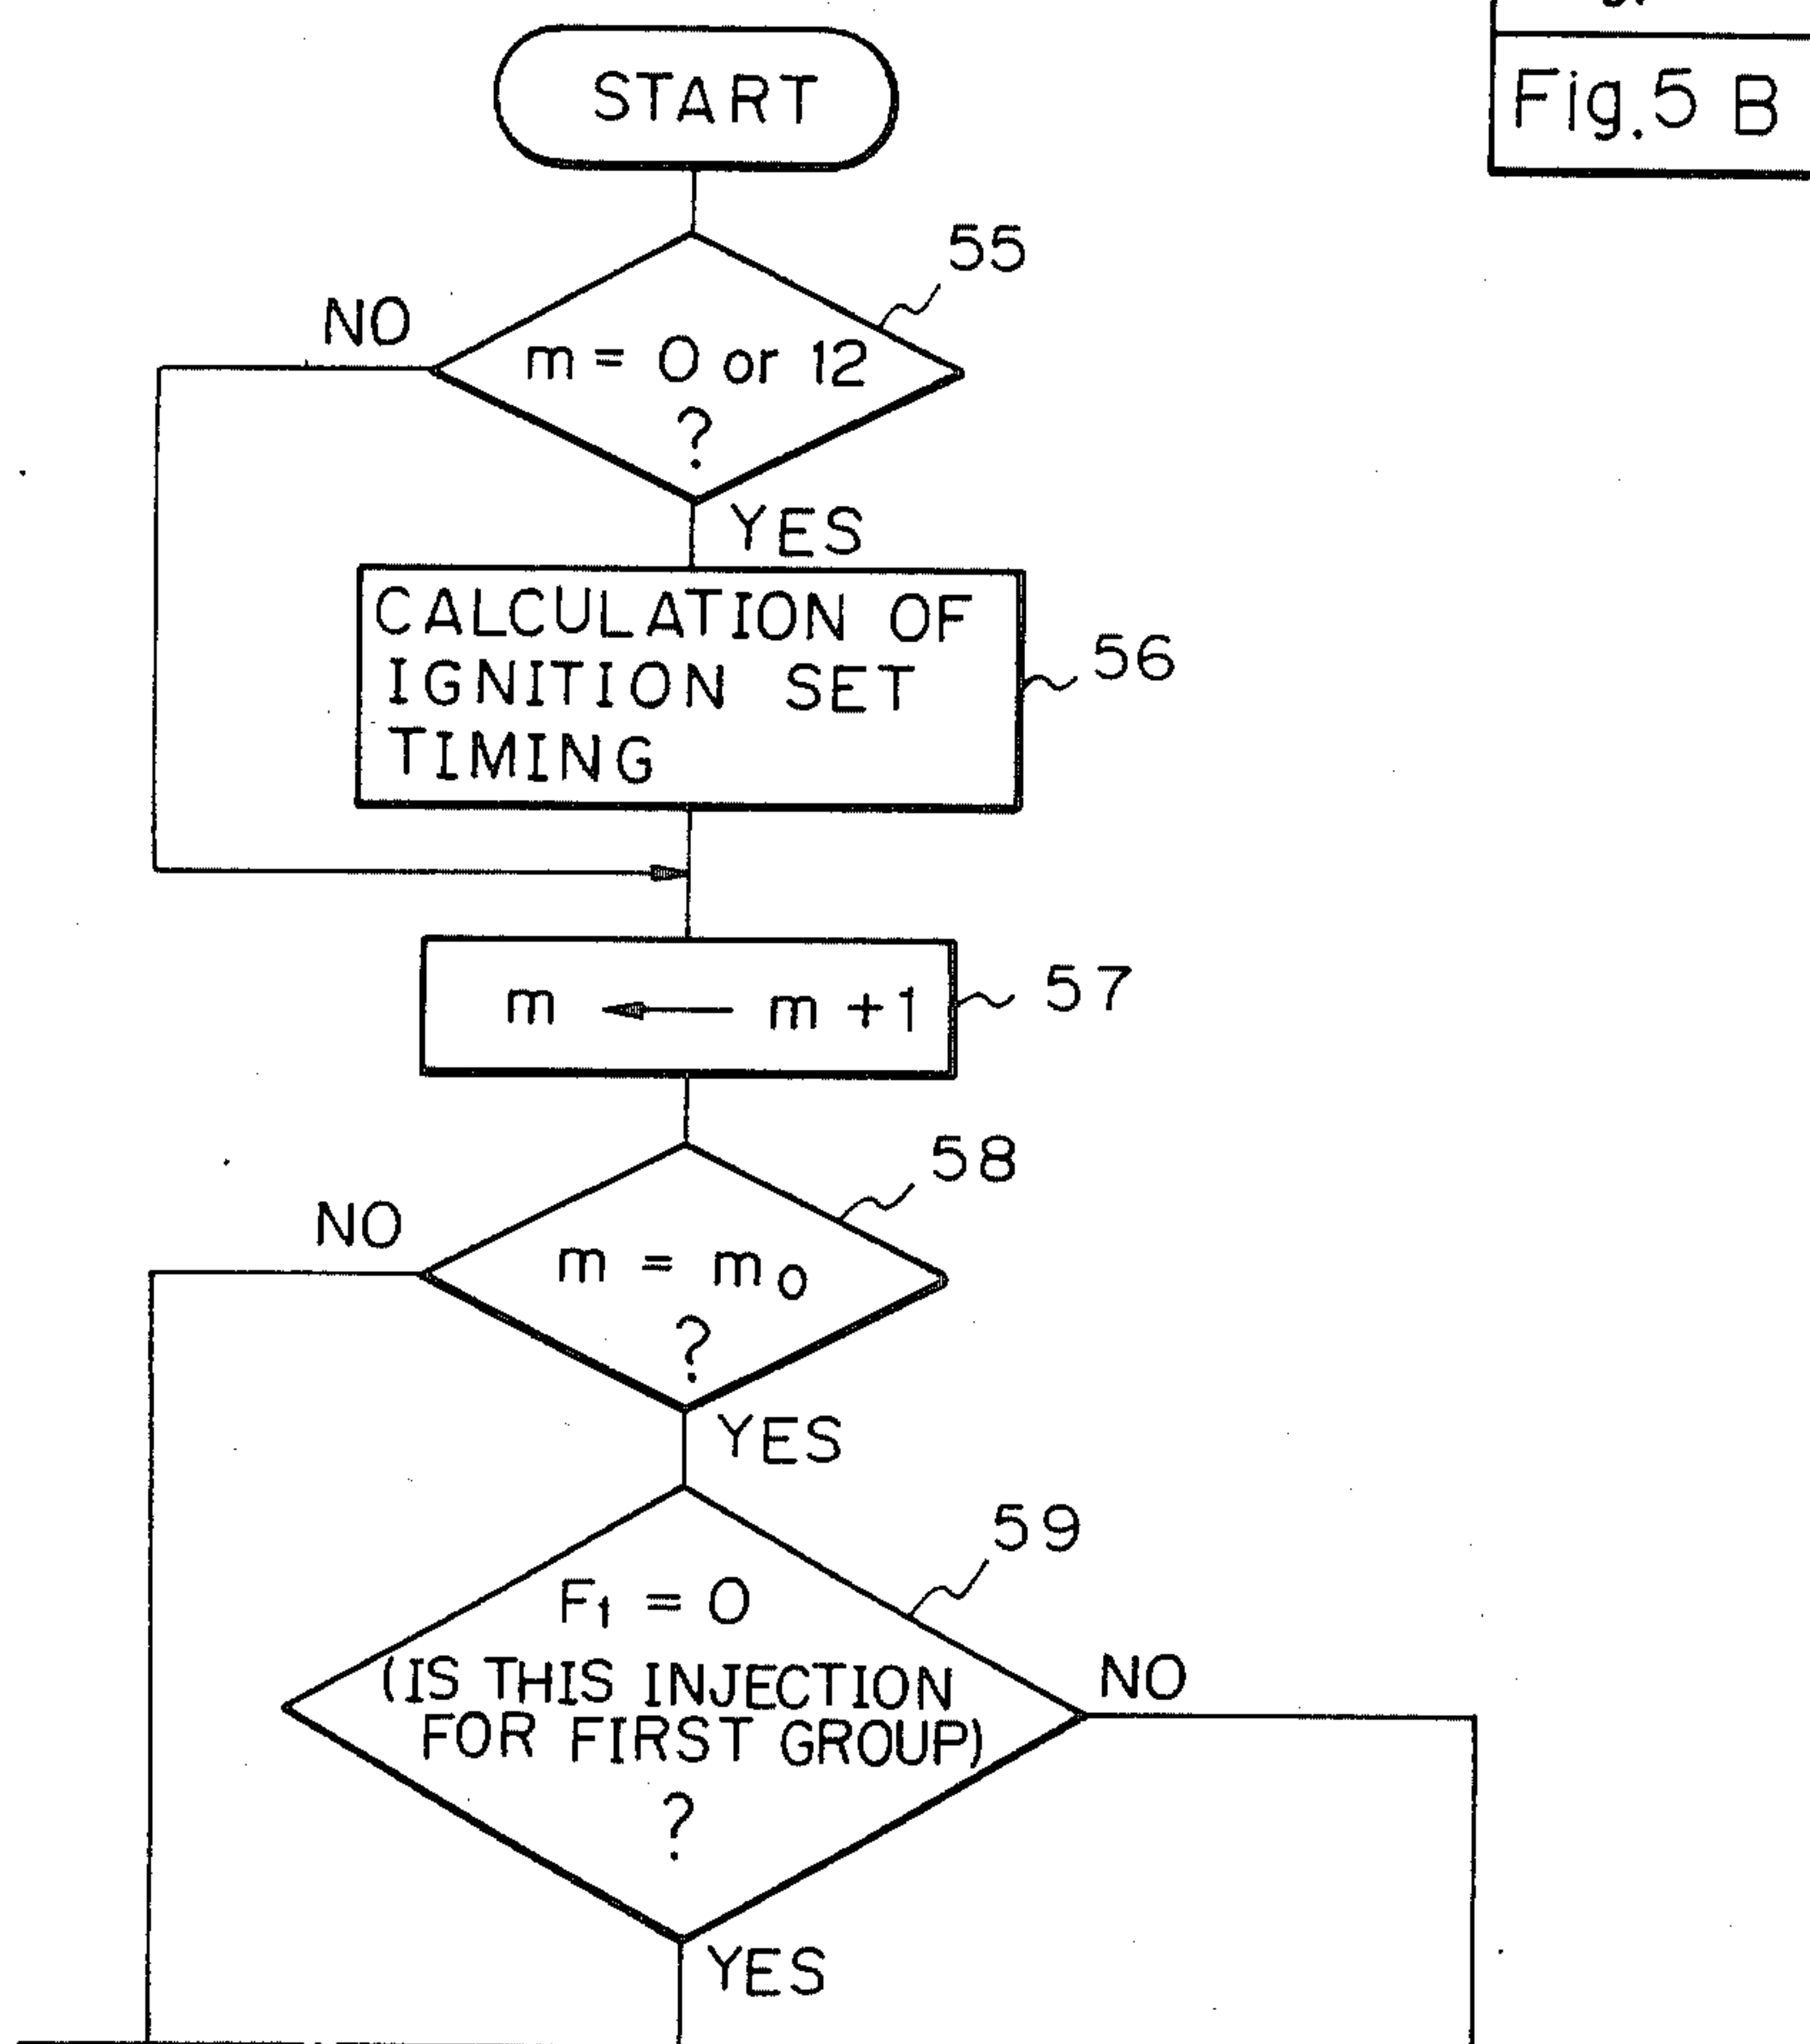 Fig.5 B
START
55
NO
m = 0 or 12
?
YES
CALCULATION OF
IGNITION SET
TIMING
56
m ← m +1
57
58
NO
m = m₀
?
YES
59
F₁ = 0
(IS THIS INJECTION
FOR FIRST GROUP)
?
NO
YES